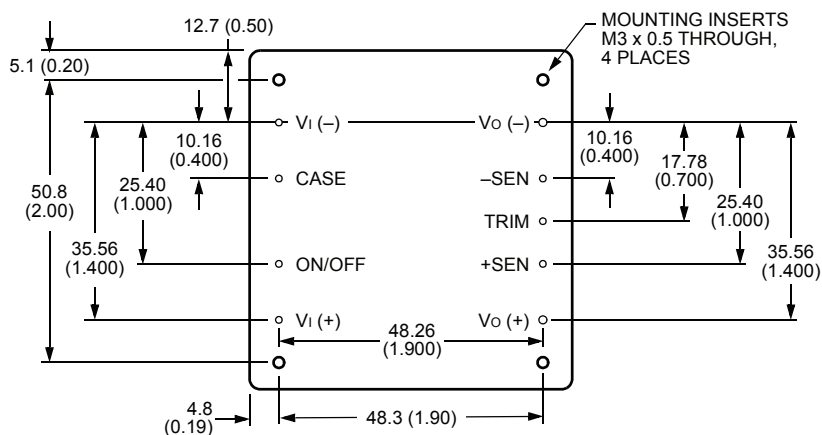 12.7 (0.50)
5.1 (0.20)
MOUNTING INSERTS
M3 x 0.5 THROUGH,
4 PLACES
VI (–)
VO (–)
10.16
(0.400)
10.16
(0.400)
17.78
(0.700)
CASE
–SEN
50.8
(2.00)
25.40
(1.000)
25.40
(1.000)
TRIM
35.56
(1.400)
35.56
(1.400)
ON/OFF
+SEN
VI (+)
VO (+)
48.26
(1.900)
4.8
(0.19)
48.3 (1.90)